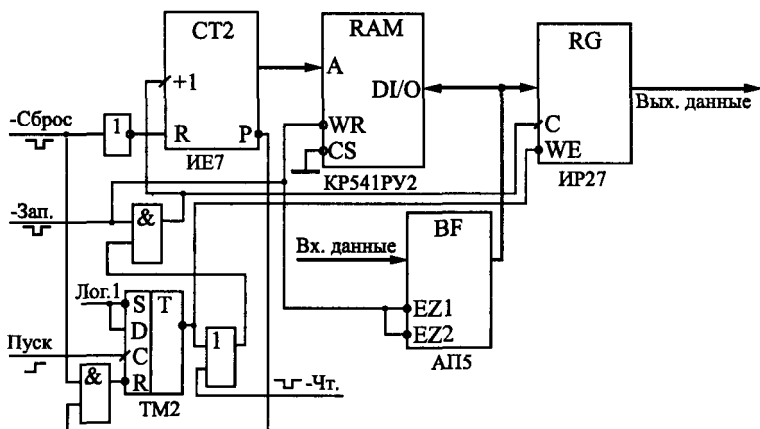 CT2
+1
R
P
ИЕ7
RAM
A
DI/O
WR
CS
КР541РУ2
RG
C
WE
ИР27
Вых. данные
-Сброс
1
-Зап.
&
Вх. данные
BF
EZ1
EZ2
АП5
Лог.1
S
T
D
C
R
ТМ2
Пуск
&
1
-Чт.